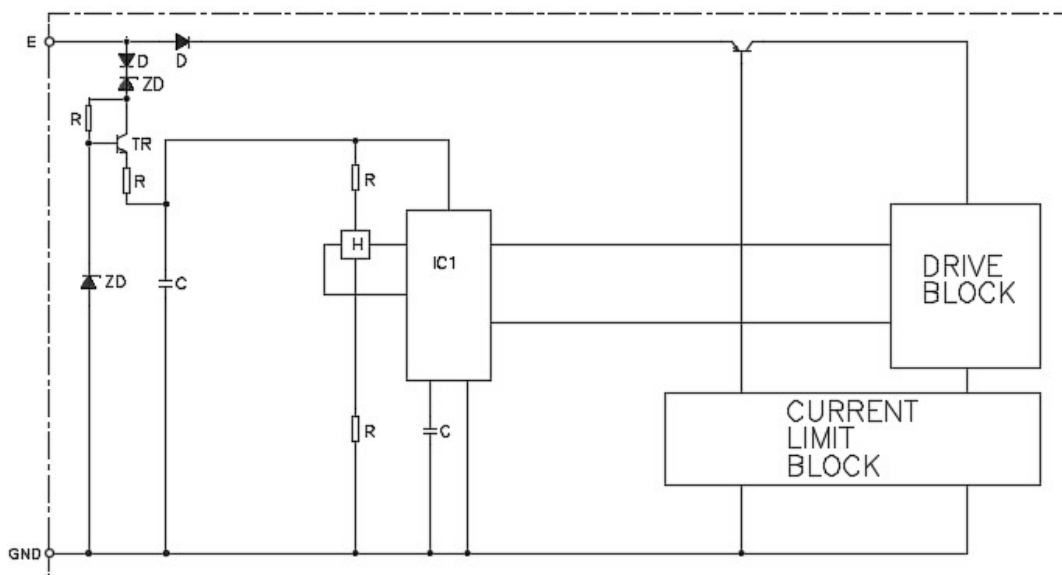 E
D
D
ZD
R
TR
R
R
H
IC1
ZD
C
DRIVE
BLOCK
R
C
CURRENT
LIMIT
BLOCK
GND